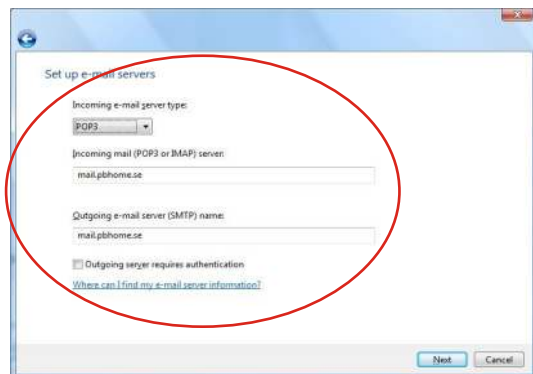 Set up e-mail servers
Incoming e-mail server type:
POP3
Incoming mail (POP3 or IMAP) server:
mail.pbhome.se
Outgoing e-mail server (SMTP) name:
mail.pbhome.se
Outgoing server requires authentication
Where can I find my e-mail server information?
Next Cancel